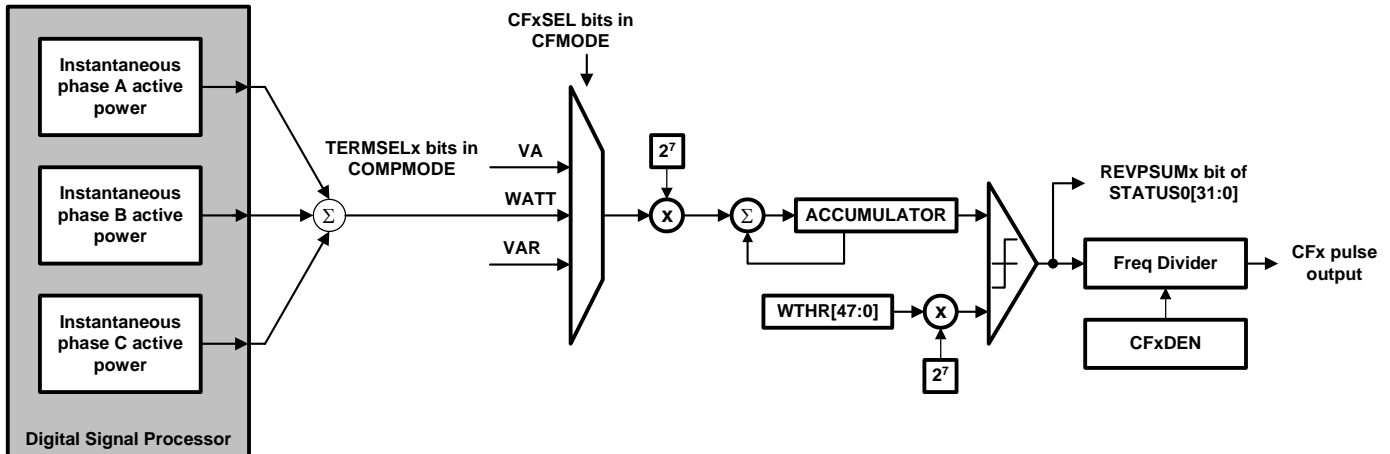 Instantaneous
phase A active
power
Instantaneous
phase B active
power
Instantaneous
phase C active
power
Digital Signal Processor
Σ
TERMSELx bits in
COMPMODE
CFxSEL bits in
CFMODE
VA
WATT
VAR
2⁷
x
Σ
ACCUMULATOR
WTHR[47:0]
x
2⁷
REVPSUMx bit of
STATUS0[31:0]
Freq Divider
CFxDEN
CFx pulse
output